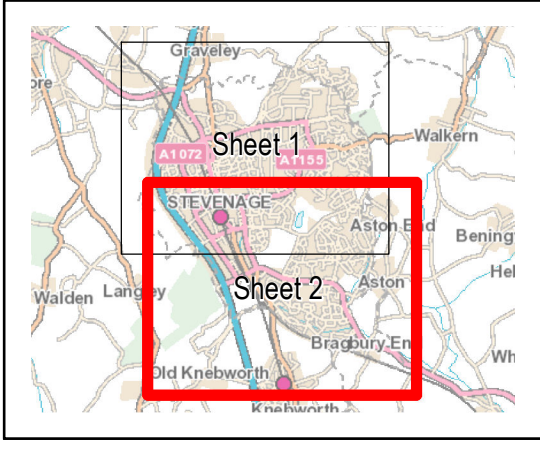 Graveley
ore
Walkern
Sheet 1
A1072
A1155
STEVENAGE
Aston End
Bening
Hel
Sheet 2
Aston
Walden
Langley
Bragbury En
Wh
Old Knebworth
Knebworth